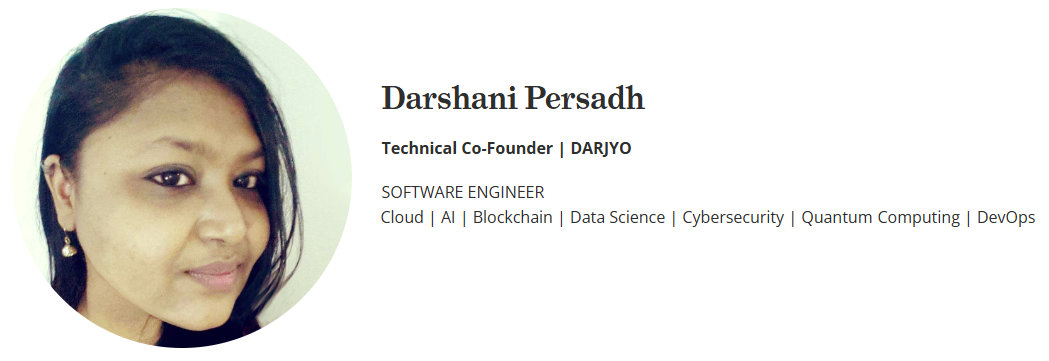 Darshani Persadh
Technical Co-Founder | DARJYO
SOFTWARE ENGINEER
Cloud | AI | Blockchain | Data Science | Cybersecurity | Quantum Computing | DevOps